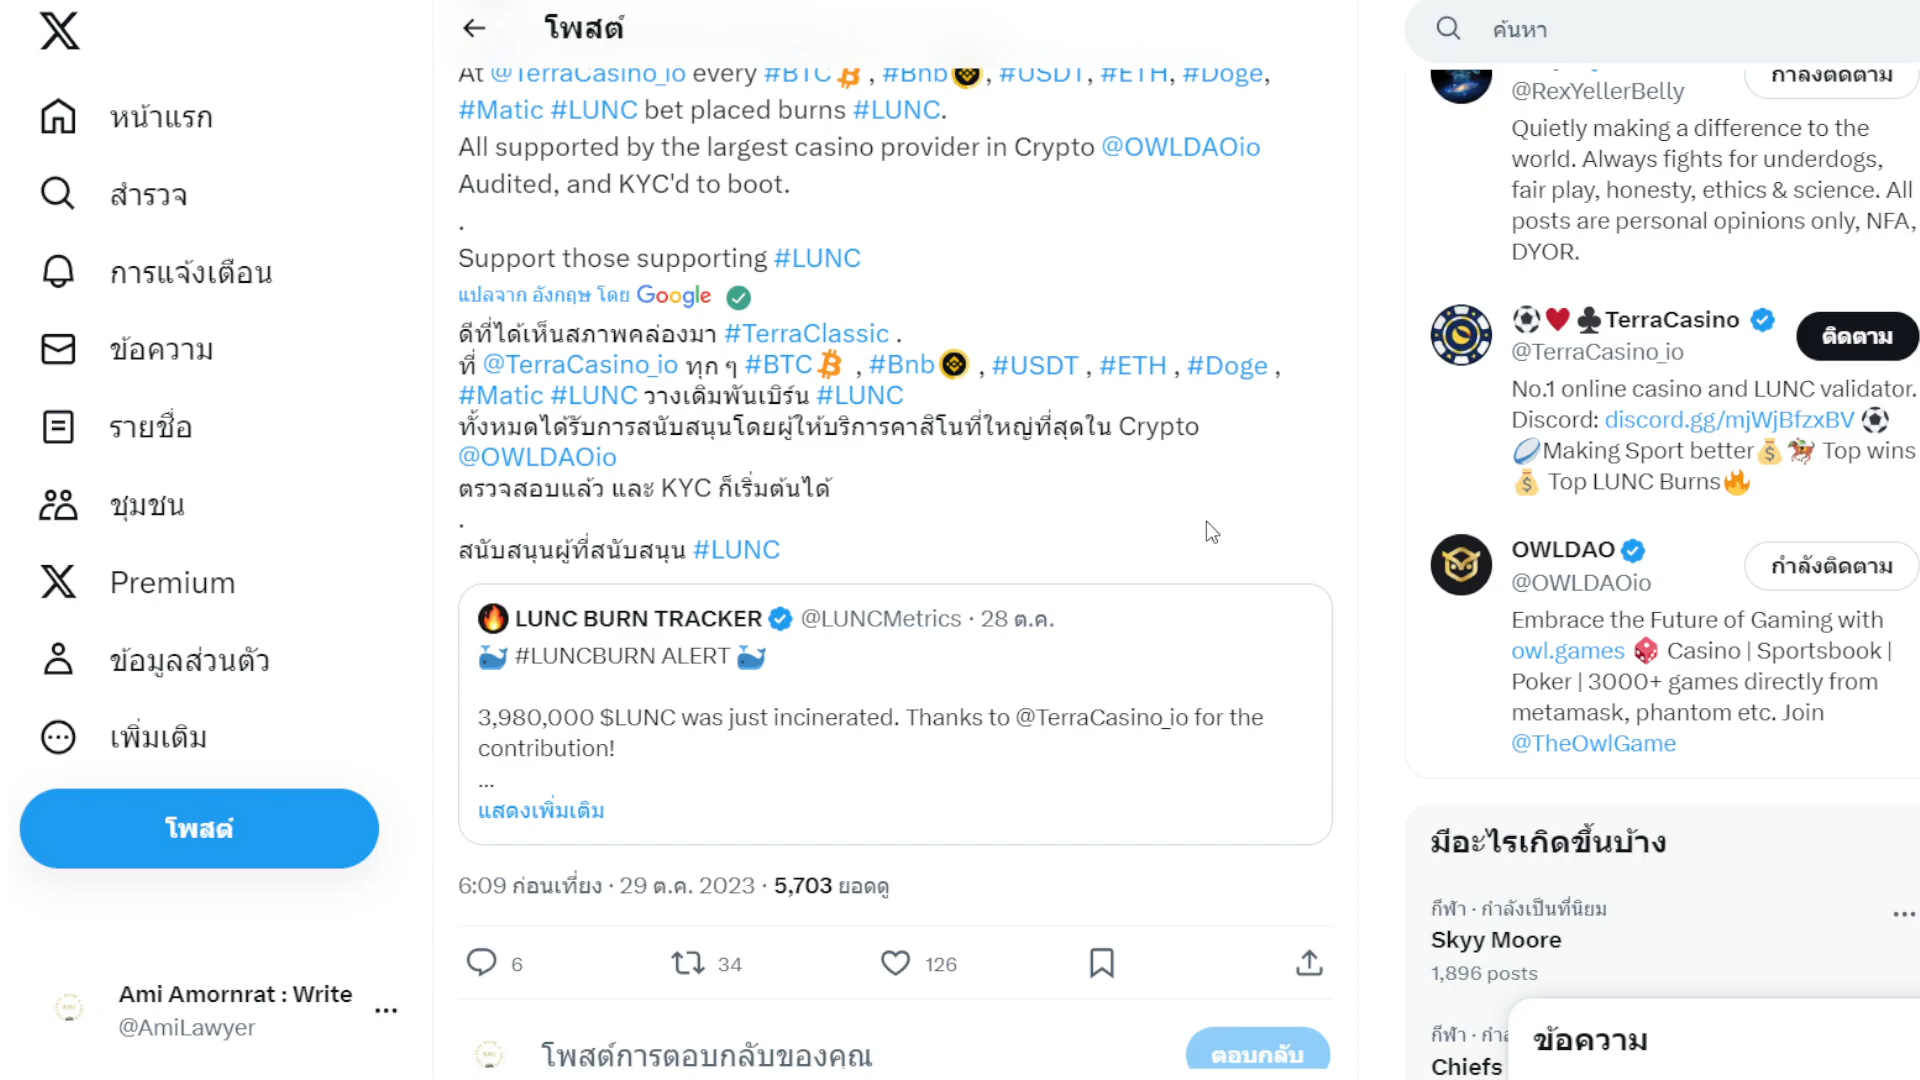 หน้าแรก
สำรวจ
การแจ้งเตือน
ข้อความ
รายชื่อ
ชุมชน
Premium
ข้อมูลส่วนตัว
เพิ่มเติม
โพสต์
Ami Amornrat : Write
@AmiLawyer
โพสต์
At @TerraCasino_io every #BTC , #Bnb , #USDT, #ETH, #Doge,
#Matic #LUNC bet placed burns #LUNC.
All supported by the largest casino provider in Crypto @OWLDAOio
Audited, and KYC'd to boot.
.
Support those supporting #LUNC
แปลจาก อังกฤษ โดย Google
ดีที่ได้เห็นสภาพคล่องมา #TerraClassic .
ที่ @TerraCasino_io ทุก ๆ #BTC , #Bnb , #USDT , #ETH , #Doge ,
#Matic #LUNC วางเดิมพันเบิร์น #LUNC
ทั้งหมดได้รับการสนับสนุนโดยผู้ให้บริการคาสิโนที่ใหญ่ที่สุดใน Crypto
@OWLDAOio
ตรวจสอบแล้ว และ KYC ก็เริ่มต้นได้
.
สนับสนุนผู้ที่สนับสนุน #LUNC
LUNC BURN TRACKER @LUNCMetrics · 28 ต.ค.
#LUNCBURN ALERT
3,980,000 $LUNC was just incinerated. Thanks to @TerraCasino_io for the
contribution!
...
แสดงเพิ่มเติม
6:09 ก่อนเที่ยง · 29 ต.ค. 2023 · 5,703 ยอดดู
6 34 126
โพสต์การตอบกลับของคุณ
ตอบกลับ
ค้นหา
@RexYellerBelly
กำลังติดตาม
Quietly making a difference to the
world. Always fights for underdogs,
fair play, honesty, ethics & science. All
posts are personal opinions only, NFA,
DYOR.
TerraCasino
@TerraCasino_io
ติดตาม
No.1 online casino and LUNC validator.
Discord: discord.gg/mjWjBfzxBV
Making Sport better Top wins
Top LUNC Burns
OWLDAO
@OWLDAOio
กำลังติดตาม
Embrace the Future of Gaming with
owl.games Casino | Sportsbook |
Poker | 3000+ games directly from
metamask, phantom etc. Join
@TheOwlGame
มีอะไรเกิดขึ้นบ้าง
กีฬา · กำลังเป็นที่นิยม
Skyy Moore
1,896 posts
กีฬา
Chiefs
ข้อความ